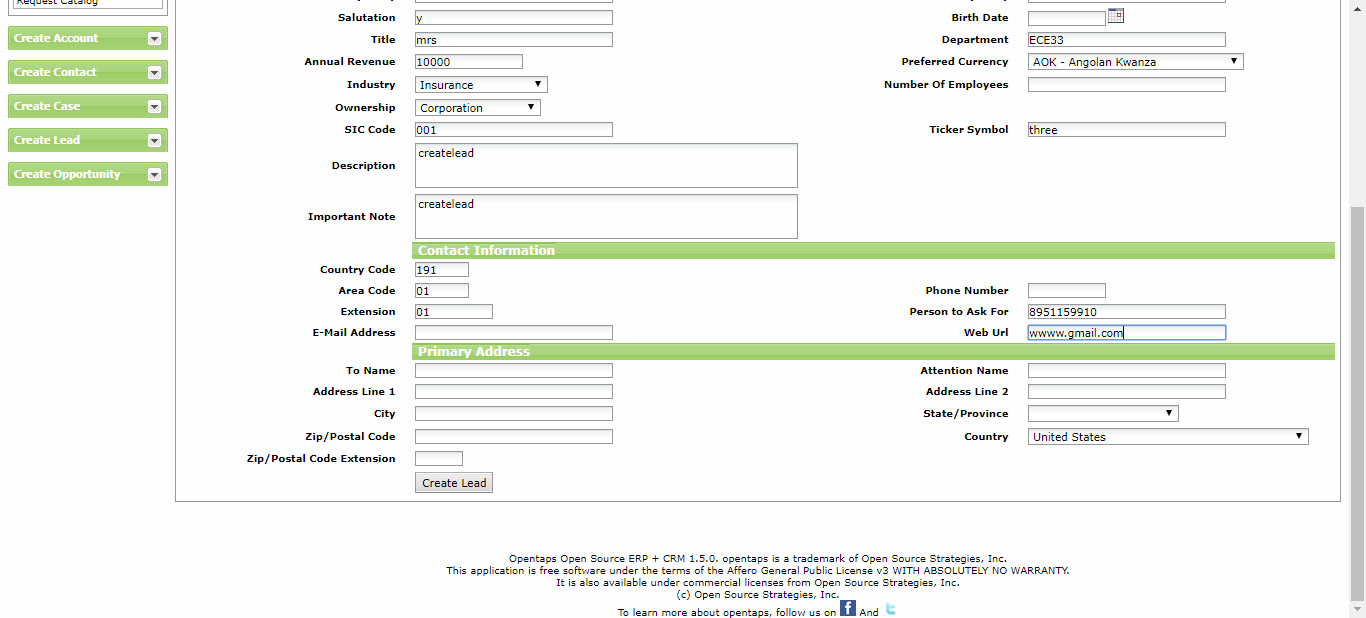 Request Catalog
Create Account
Create Contact
Create Case
Create Lead
Create Opportunity
Salutation y Birth Date
Title mrs Department ECE33
Annual Revenue 10000 Preferred Currency AOK - Angolan Kwanza
Industry Insurance Number Of Employees
Ownership Corporation
SIC Code 001 Ticker Symbol three
Description createlead
Important Note createlead
Contact Information
Country Code 191
Area Code 01 Phone Number
Extension 01 Person to Ask For 8951159910
E-Mail Address Web Url wwww.gmail.com
Primary Address
To Name Attention Name
Address Line 1 Address Line 2
City State/Province
Zip/Postal Code Country United States
Zip/Postal Code Extension
Create Lead
Opentaps Open Source ERP + CRM 1.5.0. opentaps is a trademark of Open Source Strategies, Inc.
This application is free software under the terms of the Affero General Public License v3 WITH ABSOLUTELY NO WARRANTY.
It is also available under commercial licenses from Open Source Strategies, Inc.
(c) Open Source Strategies, Inc.
To learn more about opentaps, follow us on f And t